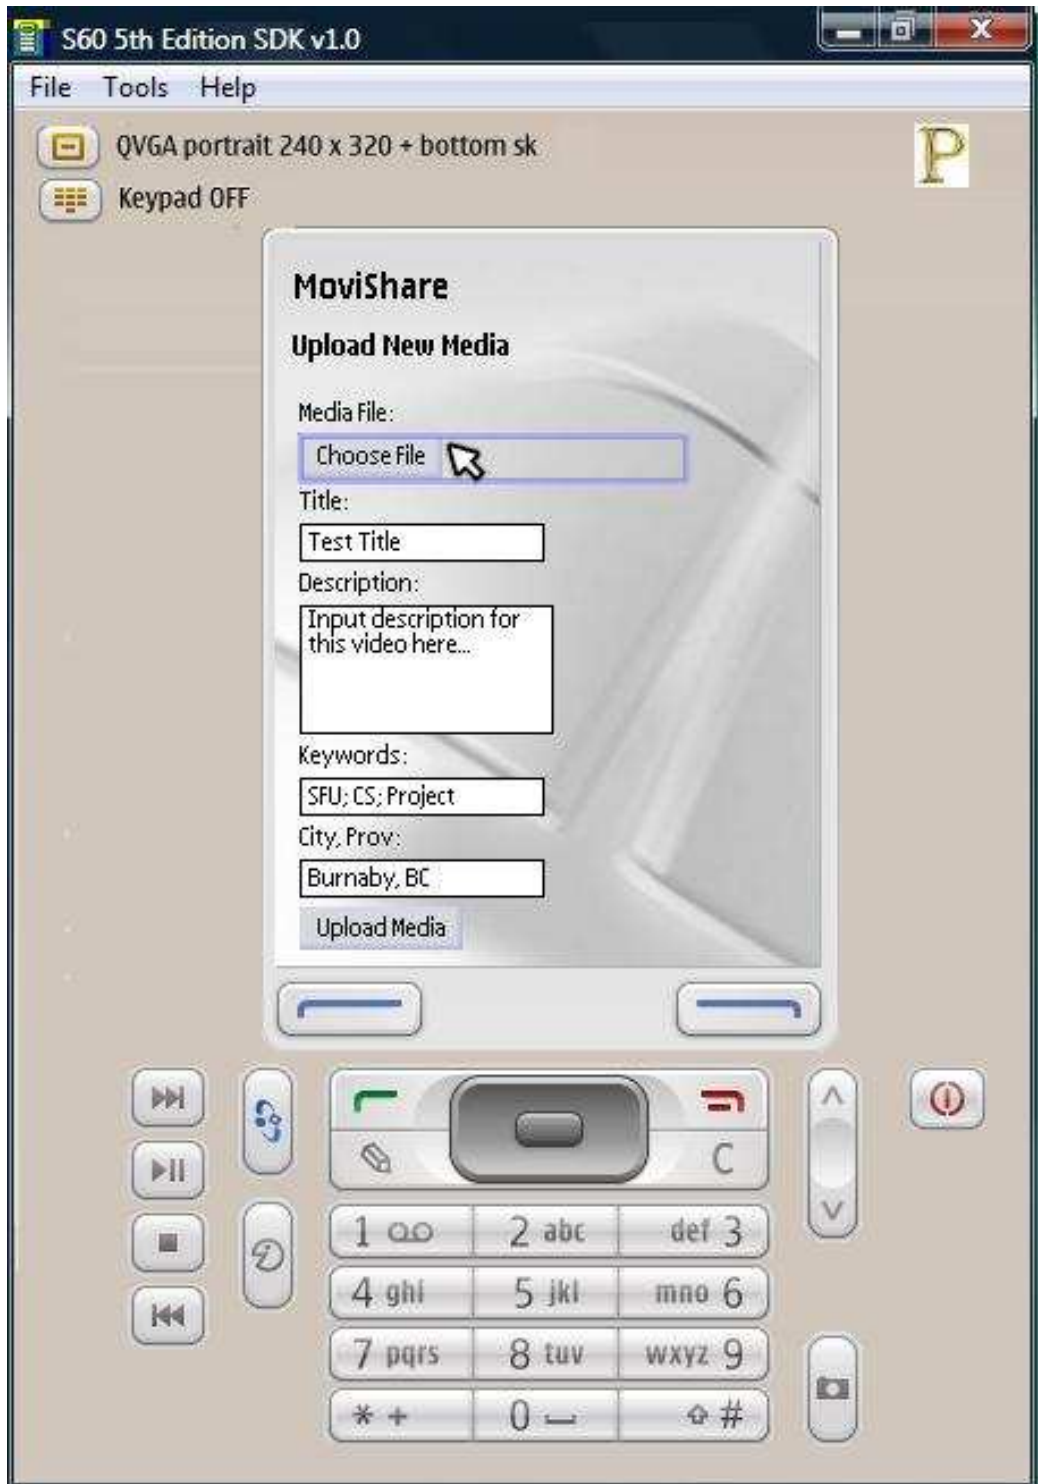 S60 5th Edition SDK v1.0
File Tools Help
QVGA portrait 240 x 320 + bottom sk
P
Keypad OFF
MoviShare
Upload New Media
Media File:
Choose File
Title:
Test Title
Description:
Input description for
this video here...
Keywords:
SFU; CS; Project
City, Prov:
Burnaby, BC
Upload Media
C
1 2 abc def 3
4 ghi 5 jkl mno 6
7 pqrs 8 tuv wxyz 9
* + 0 #